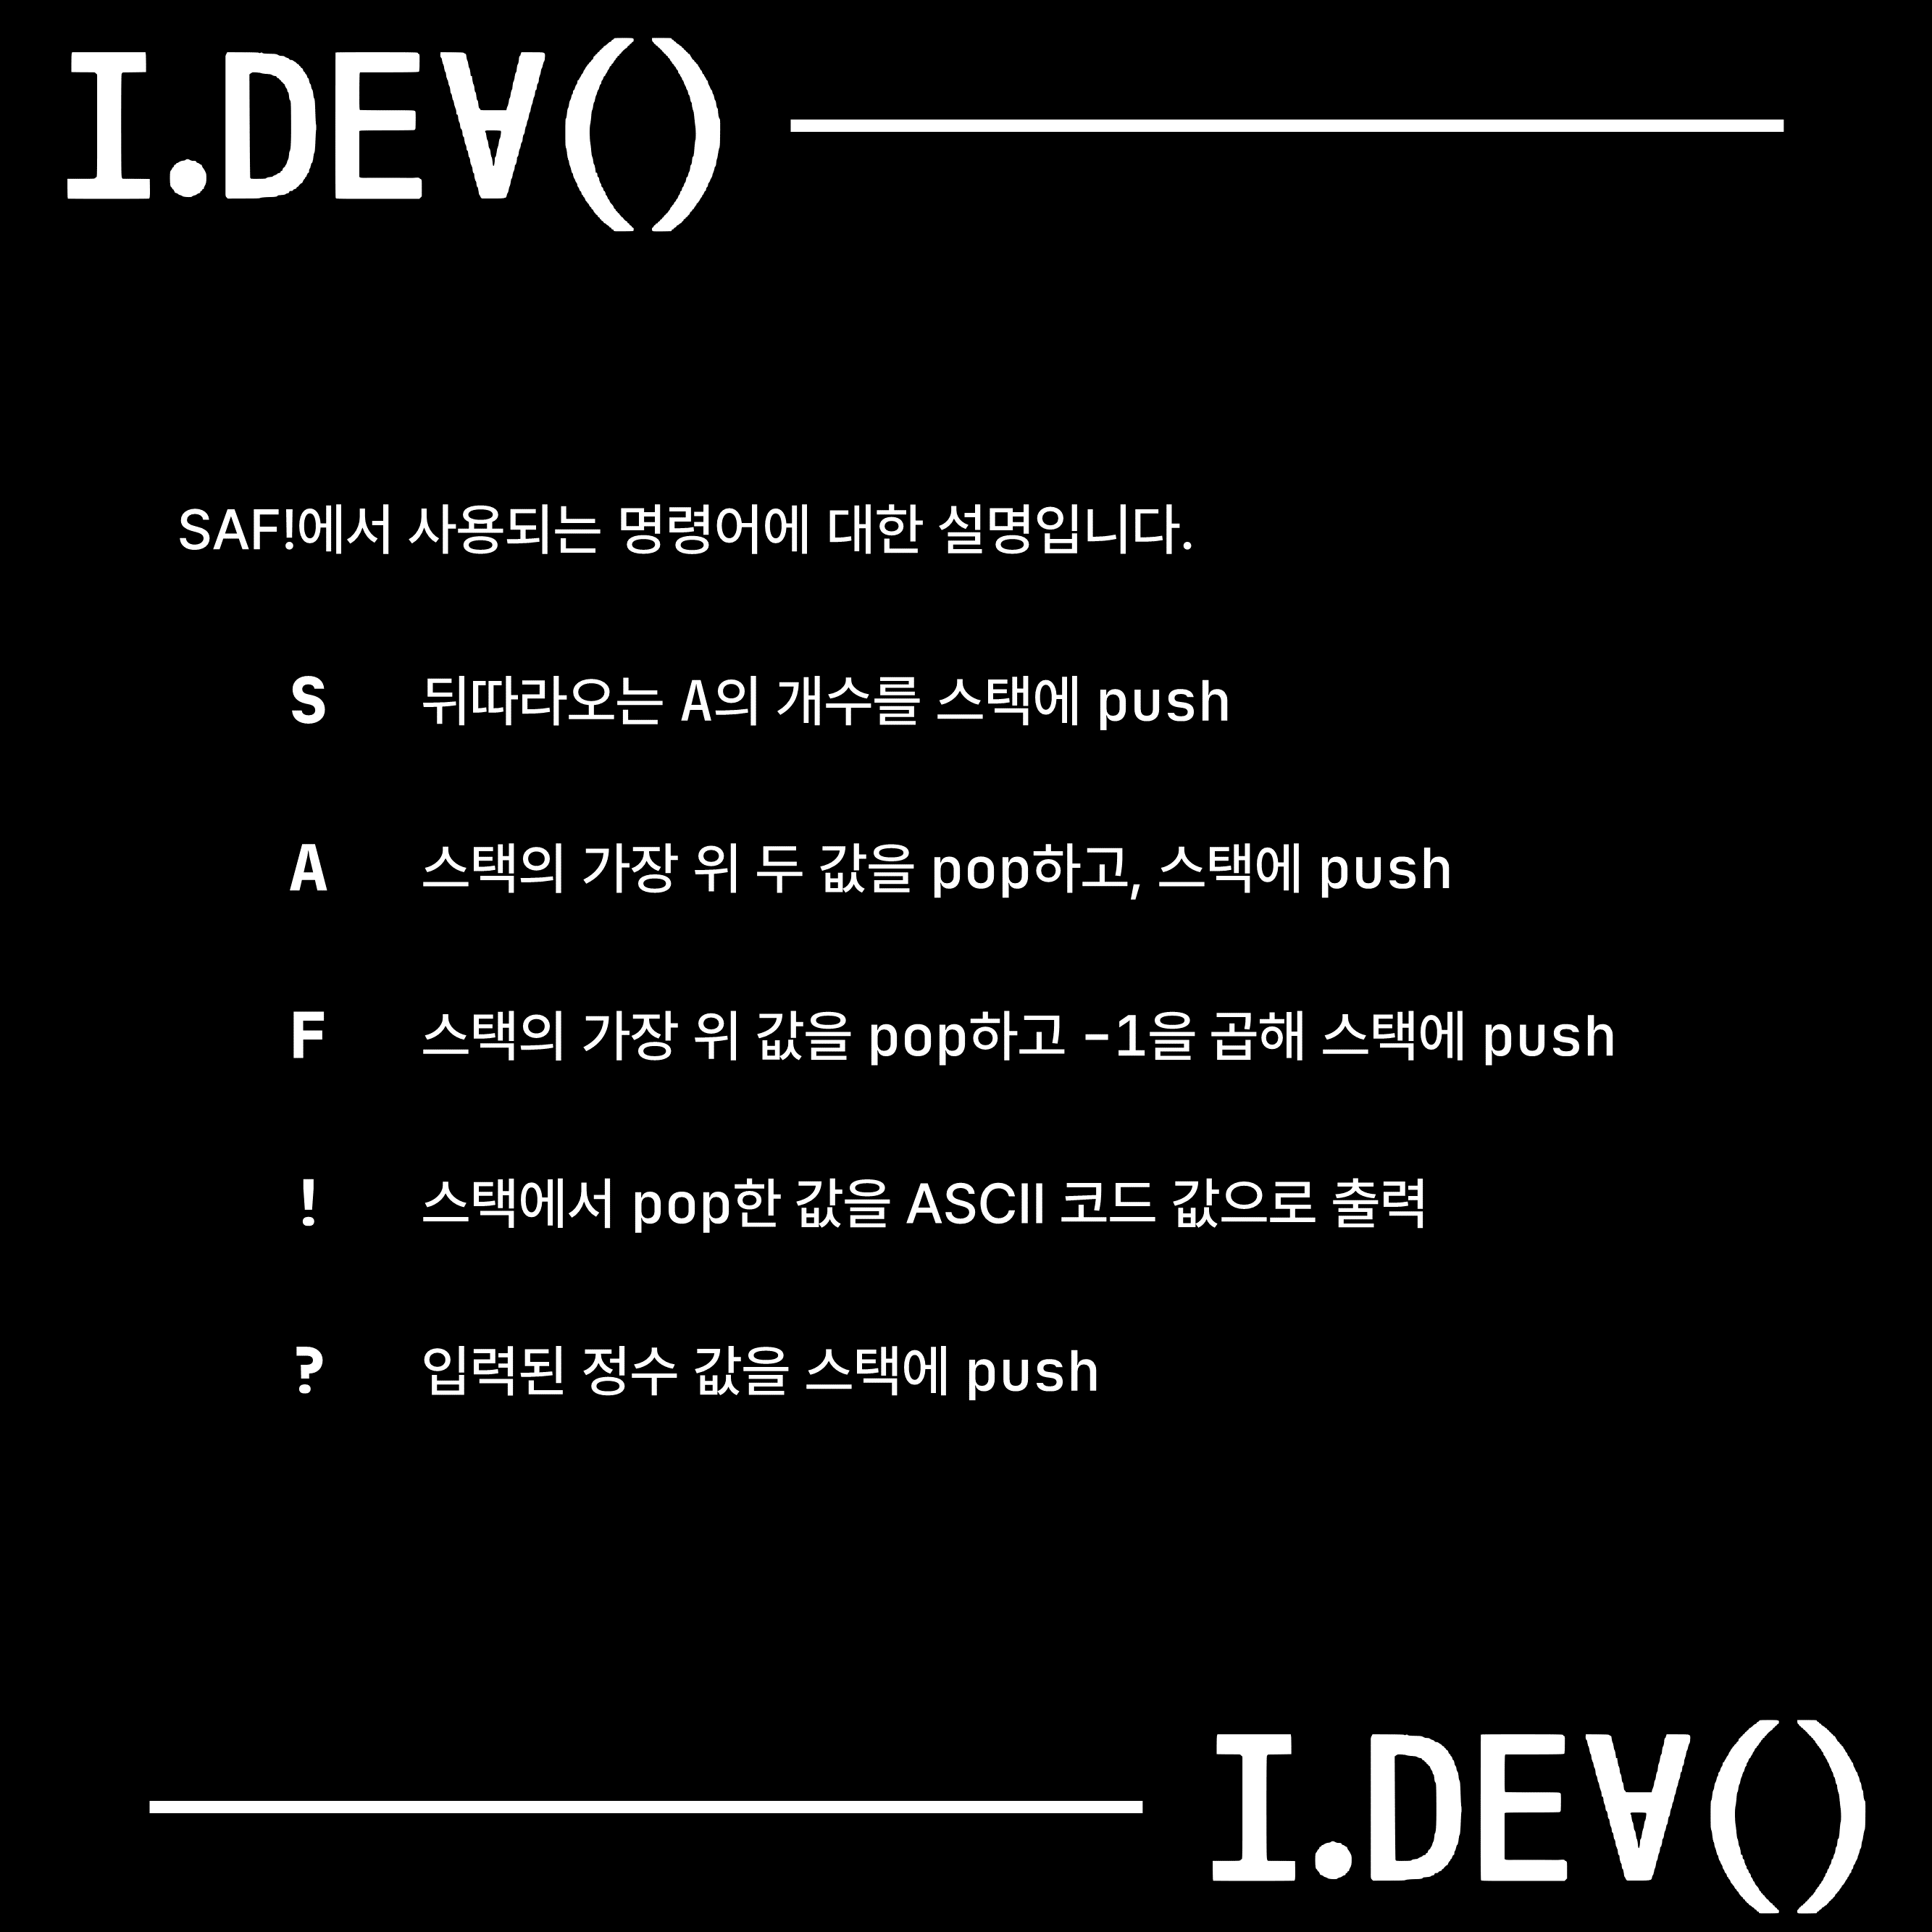 I.DEV()
SAF!에서 사용되는 명령어에 대한 설명입니다.
S 뒤따라오는 A의 개수를 스택에 push
A 스택의 가장 위 두 값을 pop하고, 스택에 push
F 스택의 가장 위 값을 pop하고 -1을 곱해 스택에 push
! 스택에서 pop한 값을 ASCII 코드 값으로 출력
? 입력된 정수 값을 스택에 push
I.DEV()